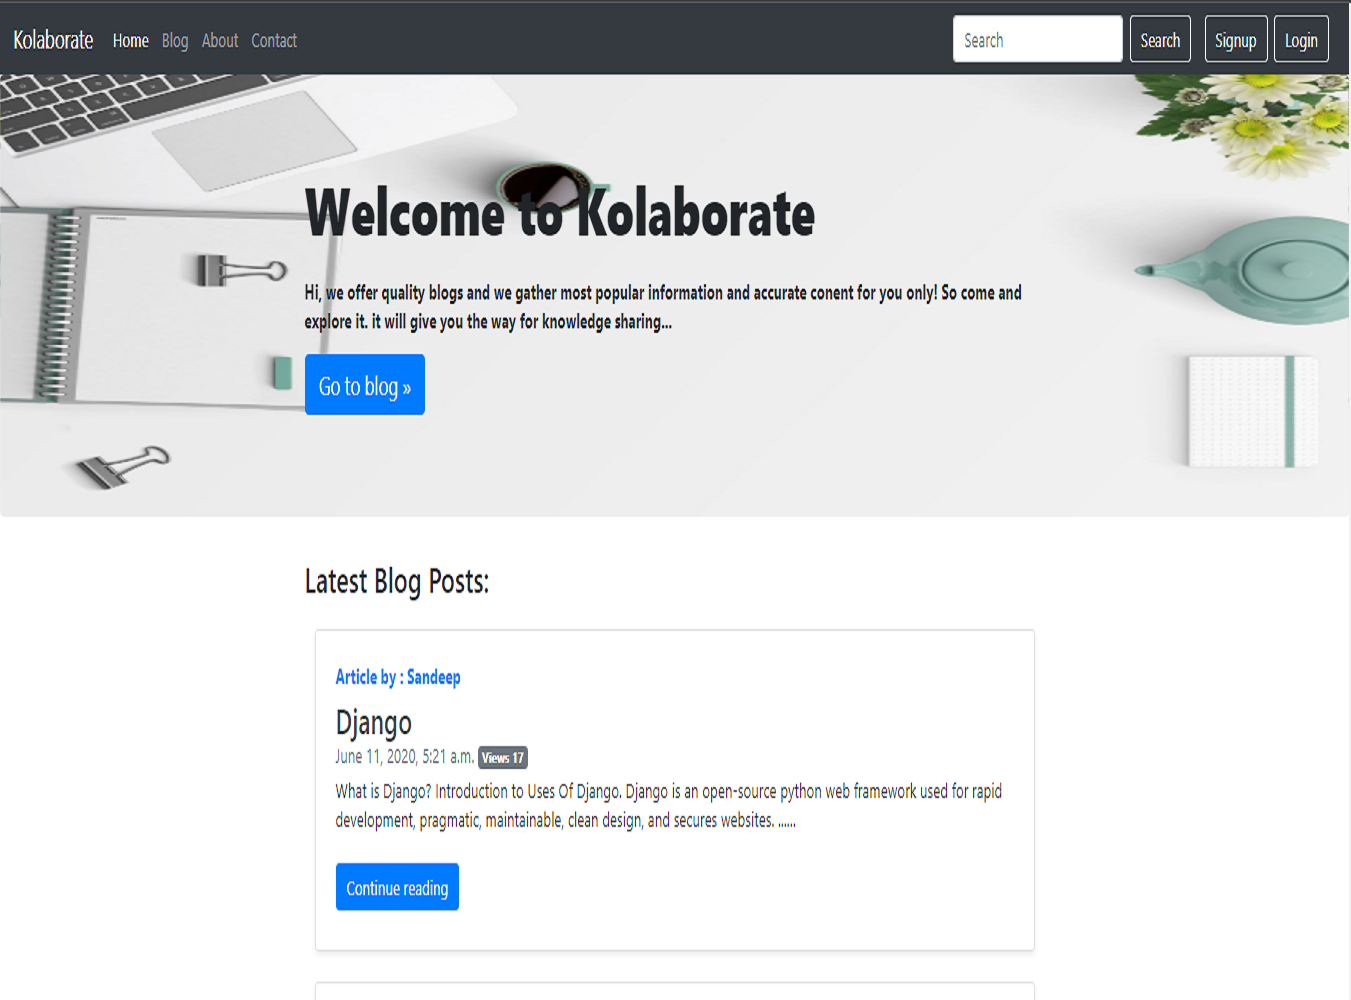 Kolaborate Home Blog About Contact Search Search Signup Login
Welcome to Kolaborate
Hi, we offer quality blogs and we gather most popular information and accurate conent for you only! So come and
explore it. it will give you the way for knowledge sharing...
Go to blog »
Latest Blog Posts:
Article by : Sandeep
Django
June 11, 2020, 5:21 a.m. Views 17
What is Django? Introduction to Uses Of Django. Django is an open-source python web framework used for rapid
development, pragmatic, maintainable, clean design, and secures websites. ......
Continue reading